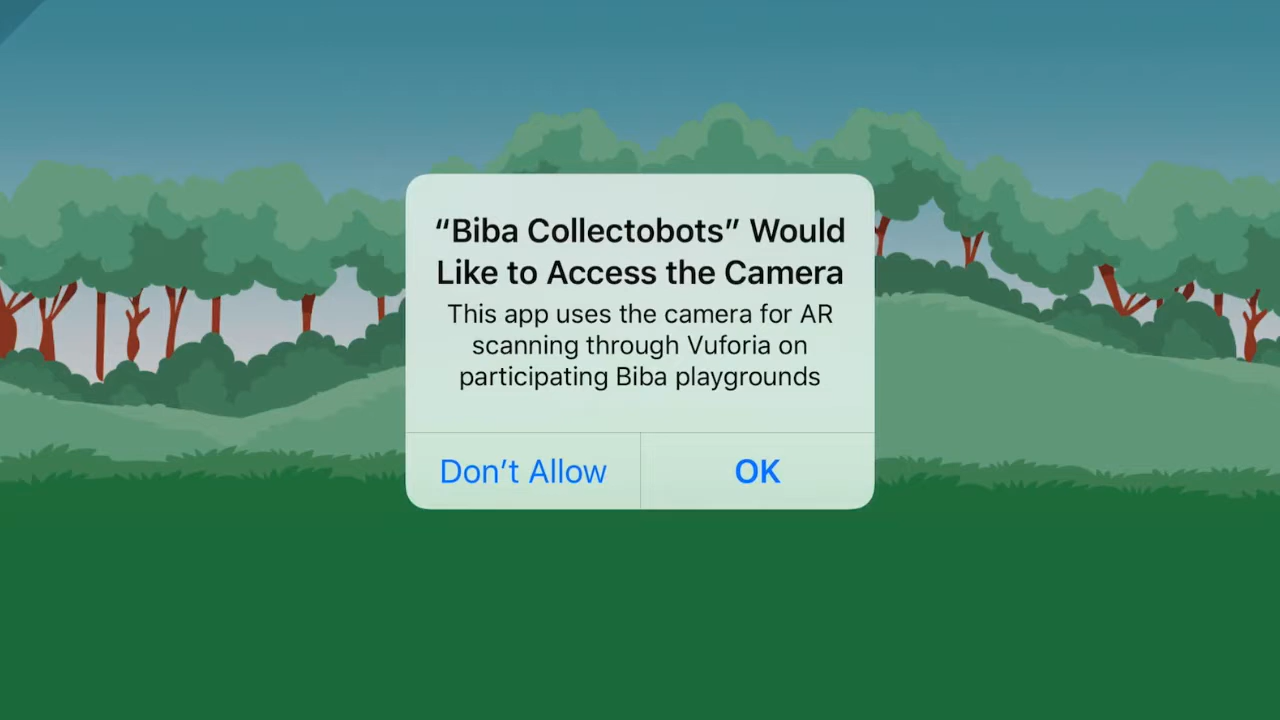 “Biba Collectobots” Would
Like to Access the Camera
This app uses the camera for AR
scanning through Vuforia on
participating Biba playgrounds
Don’t Allow
OK